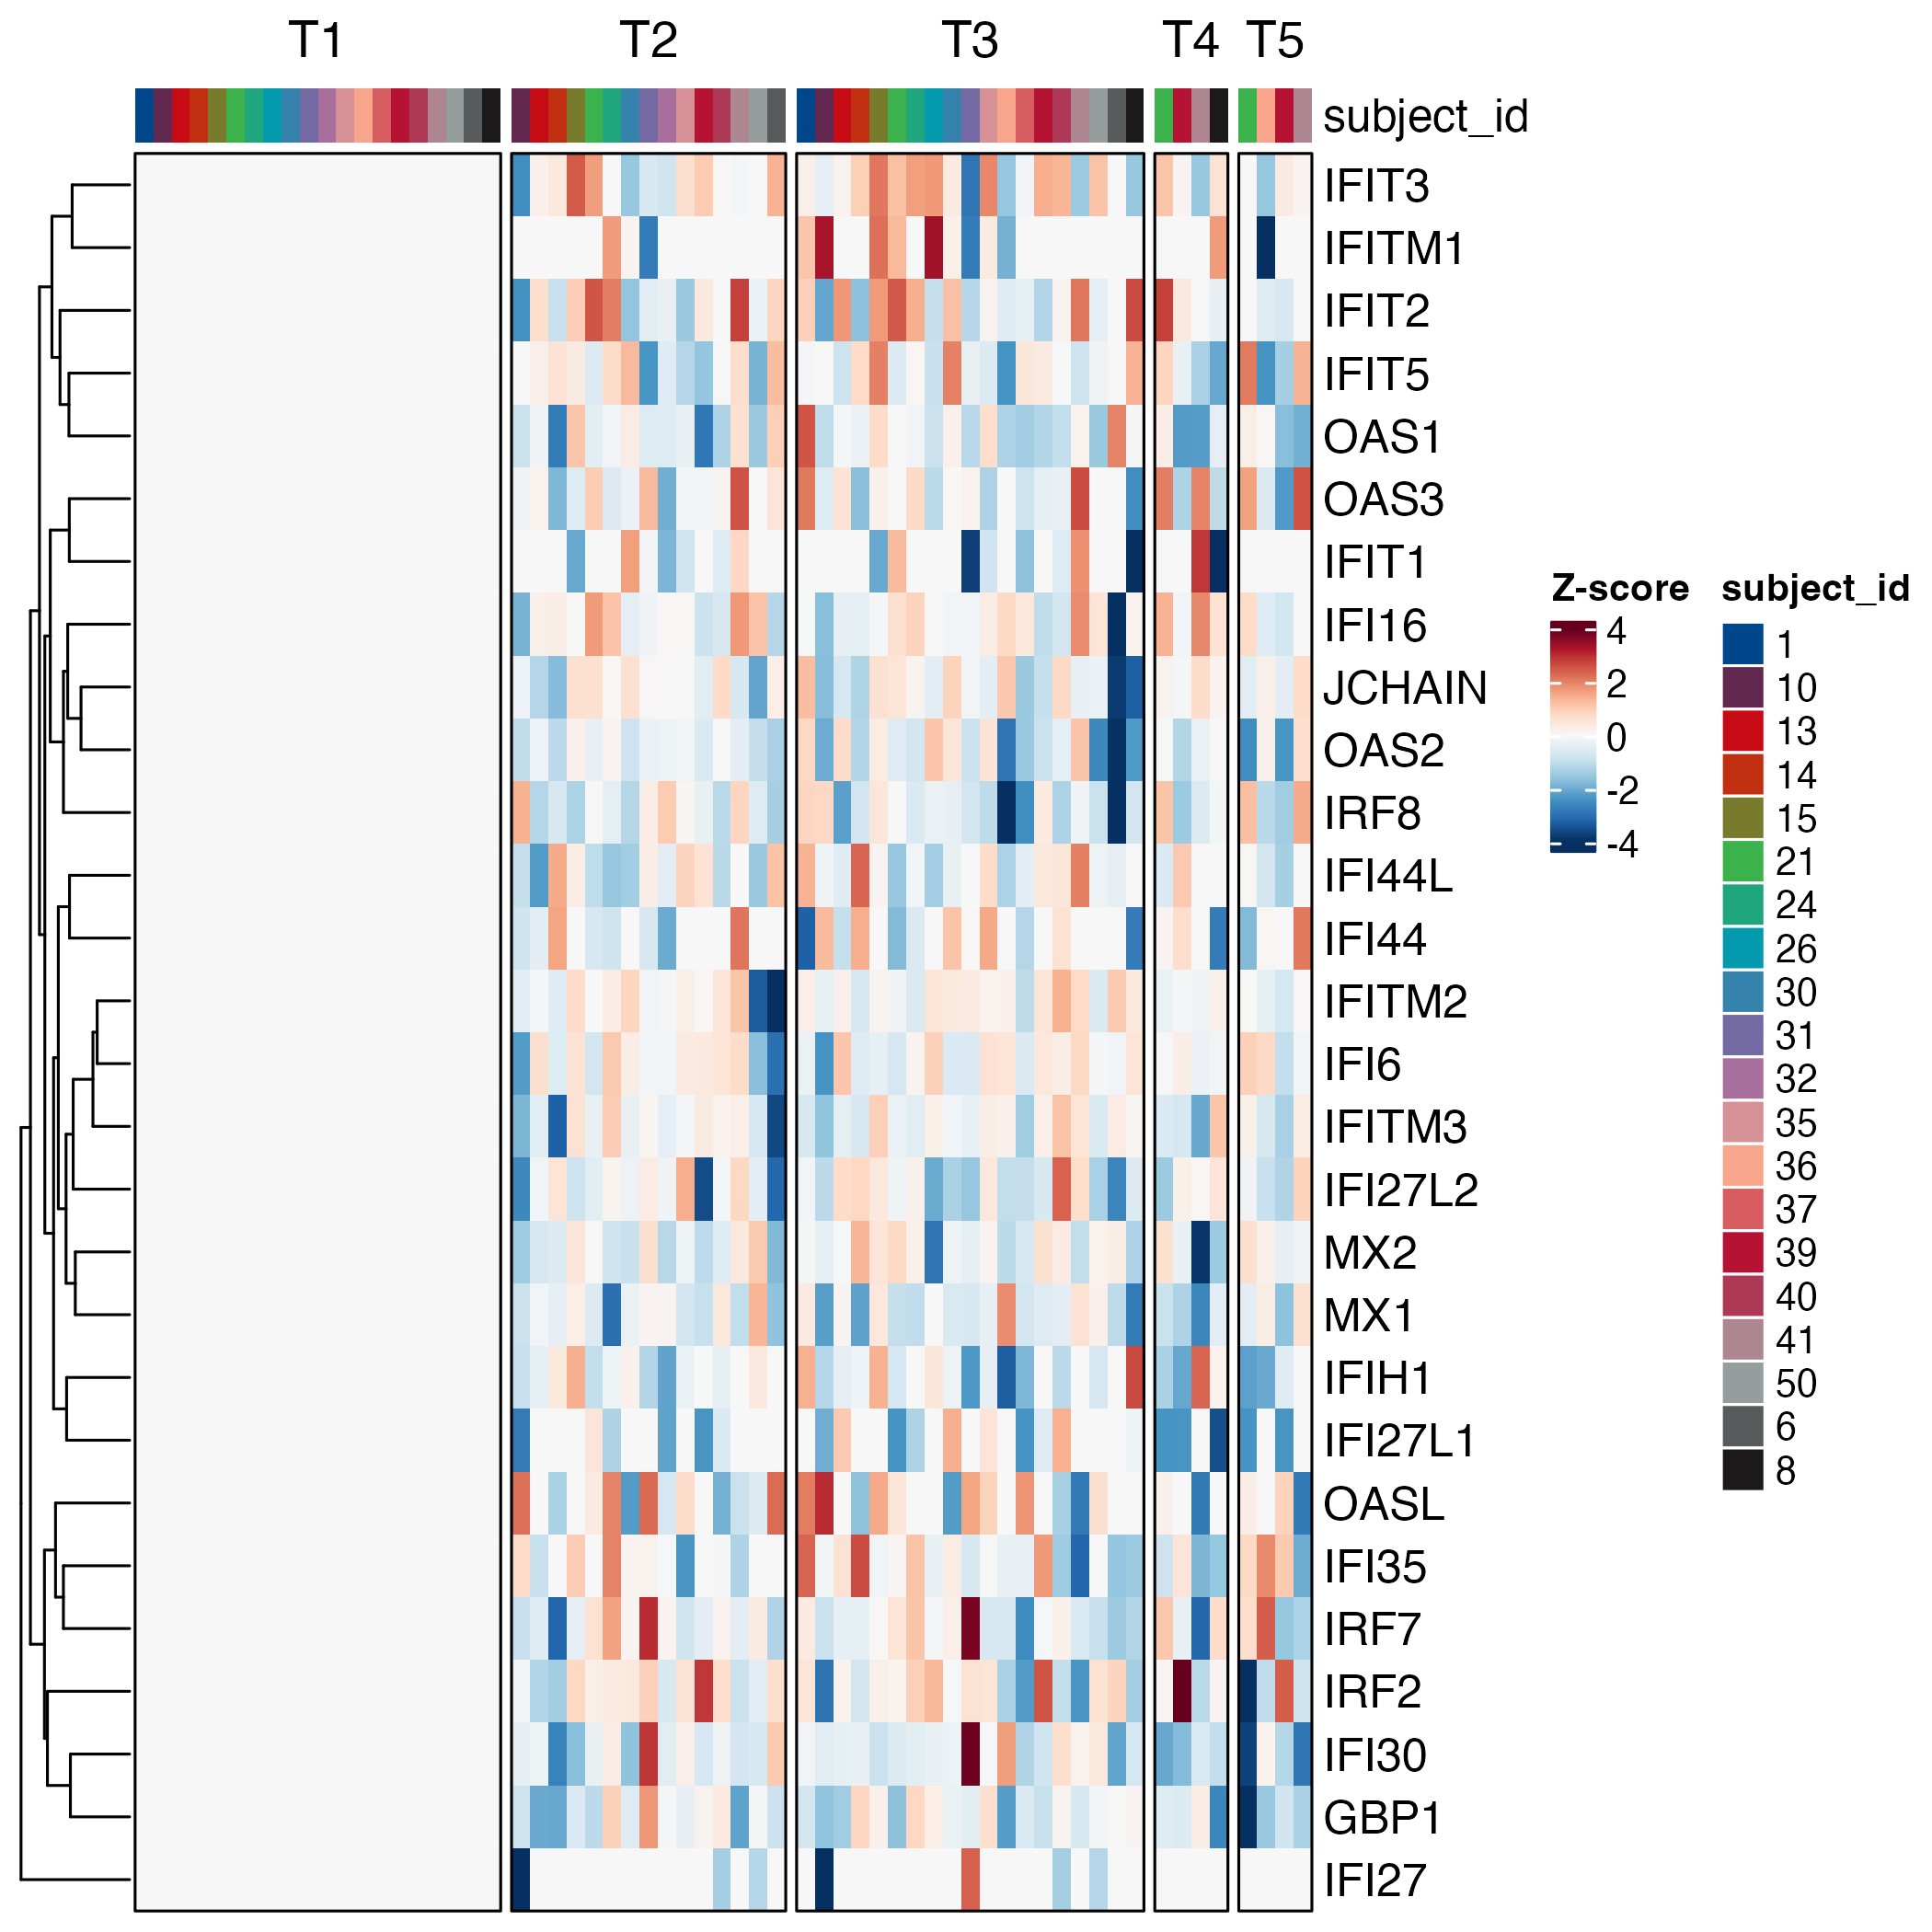 T1 T2 T3 T4 T5
subject_id
IFIT3
IFITM1
IFIT2
IFIT5
OAS1
OAS3
IFIT1
IFI16
JCHAIN
OAS2
IRF8
IFI44L
IFI44
IFITM2
IFI6
IFITM3
IFI27L2
MX2
MX1
IFIH1
IFI27L1
OASL
IFI35
IRF7
IRF2
IFI30
GBP1
IFI27
Z-score
4
2
0
-2
-4
subject_id
1
10
13
14
15
21
24
26
30
31
32
35
36
37
39
40
41
50
6
8